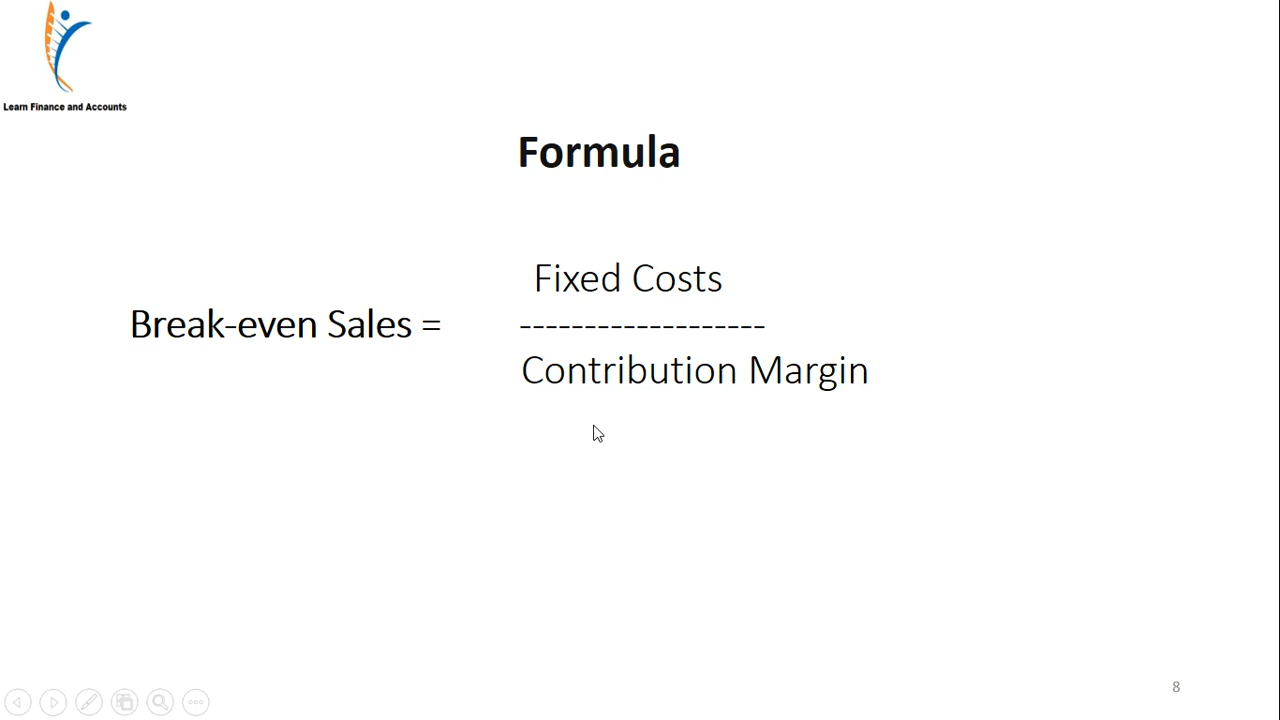 Learn Finance and Accounts
Formula
Fixed Costs
Break-even Sales =
-------------------
Contribution Margin
8